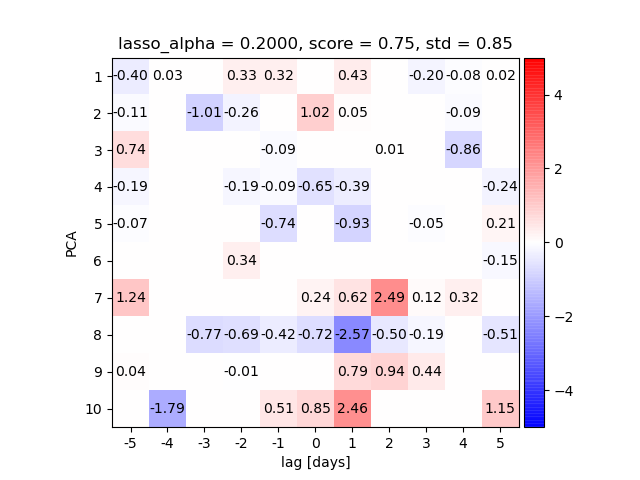 lasso_alpha = 0.2000, score = 0.75, std = 0.85
1 -0.40 0.03 0.33 0.32 0.43 -0.20 -0.08 0.02
2 -0.11 -1.01 -0.26 1.02 0.05 -0.09
3 0.74 -0.09 0.01 -0.86
4 -0.19 -0.19 -0.09 -0.65 -0.39 -0.24
5 -0.07 -0.74 -0.93 -0.05 0.21
6 0.34 -0.15
7 1.24 0.24 0.62 2.49 0.12 0.32
8 -0.77 -0.69 -0.42 -0.72 -2.57 -0.50 -0.19 -0.51
9 0.04 -0.01 0.79 0.94 0.44
10 -1.79 0.51 0.85 2.46 1.15
PCA
-5 -4 -3 -2 -1 0 1 2 3 4 5
lag [days]
4
2
0
−2
−4